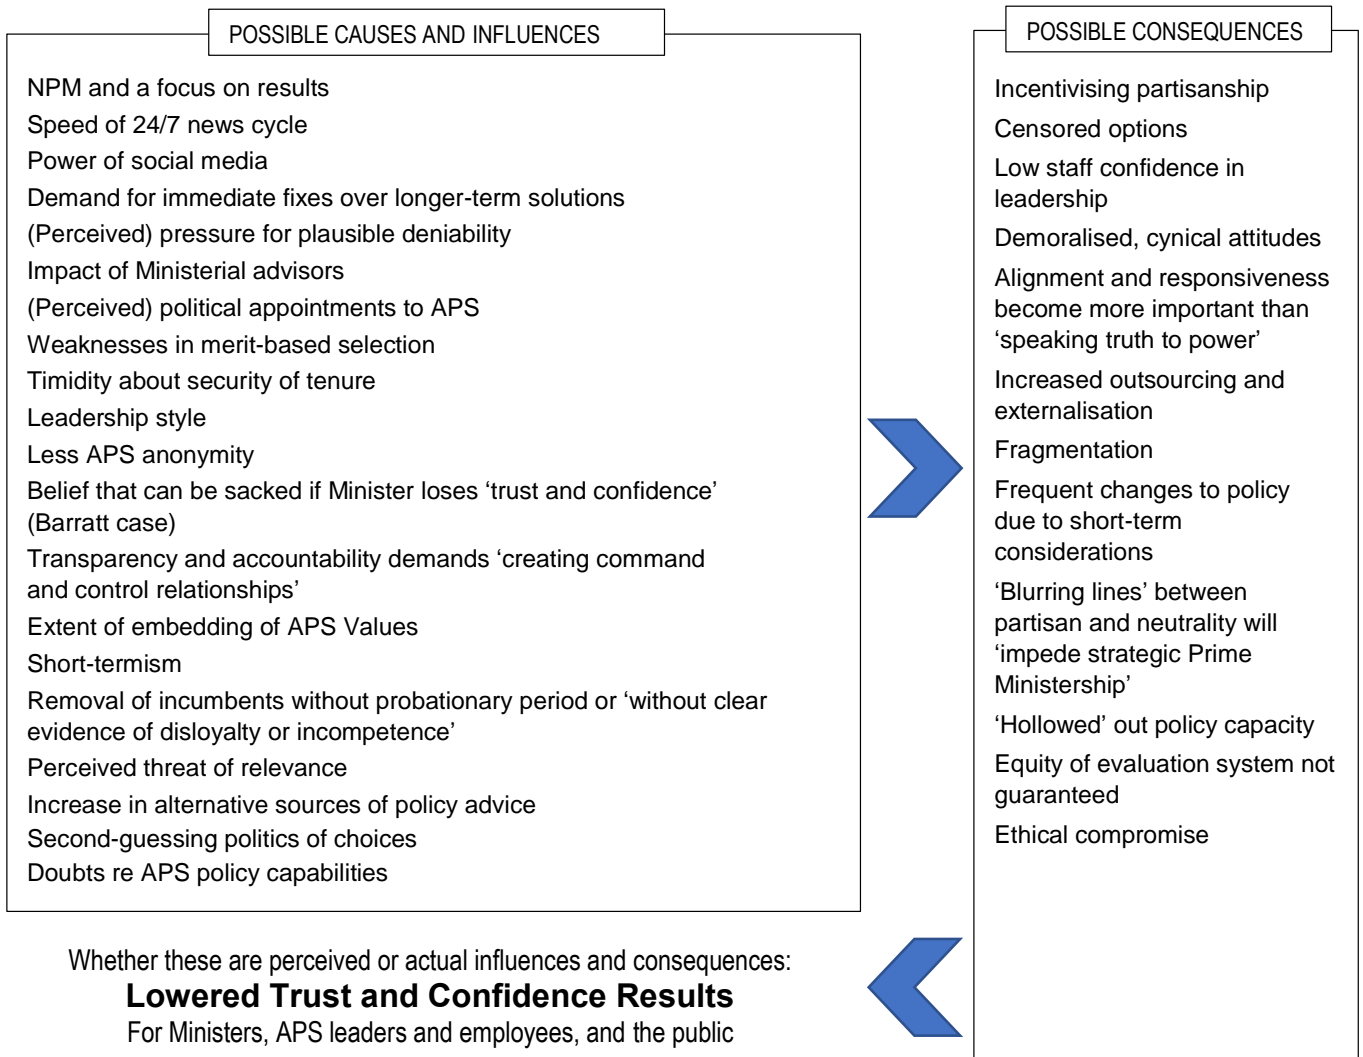 POSSIBLE CAUSES AND INFLUENCES
NPM and a focus on results
Speed of 24/7 news cycle
Power of social media
Demand for immediate fixes over longer-term solutions
(Perceived) pressure for plausible deniability
Impact of Ministerial advisors
(Perceived) political appointments to APS
Weaknesses in merit-based selection
Timidity about security of tenure
Leadership style
Less APS anonymity
Belief that can be sacked if Minister loses ‘trust and confidence’
(Barratt case)
Transparency and accountability demands ‘creating command
and control relationships’
Extent of embedding of APS Values
Short-termism
Removal of incumbents without probationary period or ‘without clear
evidence of disloyalty or incompetence’
Perceived threat of relevance
Increase in alternative sources of policy advice
Second-guessing politics of choices
Doubts re APS policy capabilities
POSSIBLE CONSEQUENCES
Incentivising partisanship
Censored options
Low staff confidence in
leadership
Demoralised, cynical attitudes
Alignment and responsiveness
become more important than
‘speaking truth to power’
Increased outsourcing and
externalisation
Fragmentation
Frequent changes to policy
due to short-term
considerations
‘Blurring lines’ between
partisan and neutrality will
‘impede strategic Prime
Ministership’
‘Hollowed’ out policy capacity
Equity of evaluation system not
guaranteed
Ethical compromise
Whether these are perceived or actual influences and consequences:
Lowered Trust and Confidence Results
For Ministers, APS leaders and employees, and the public